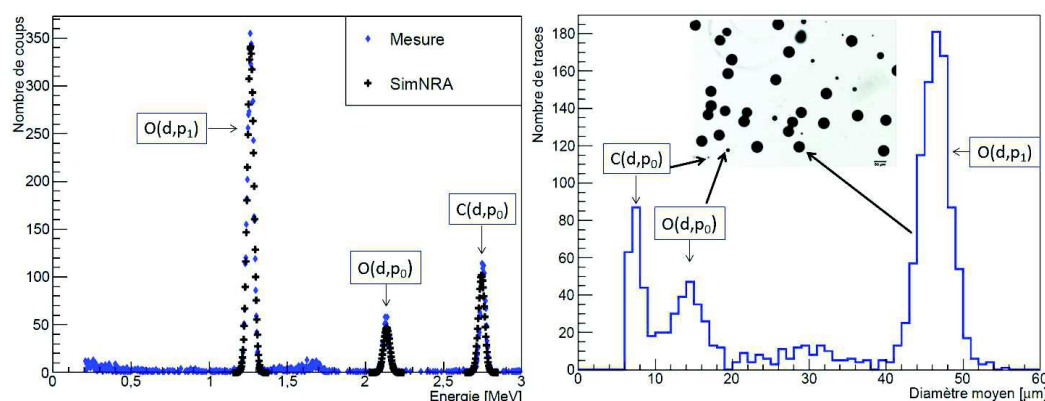 Nombre de coups
350
300
250
200
150
100
50
0
0
0,5
1
1,5
2
2,5
3
Energie [MeV]
Mesure
SimNRA
O(d,p₁)
O(d,p₀)
C(d,p₀)
Nombre de traces
180
160
140
120
100
80
60
40
20
0
0
10
20
30
40
50
60
Diamètre moyen [µm]
C(d,p₀)
O(d,p₀)
O(d,p₁)